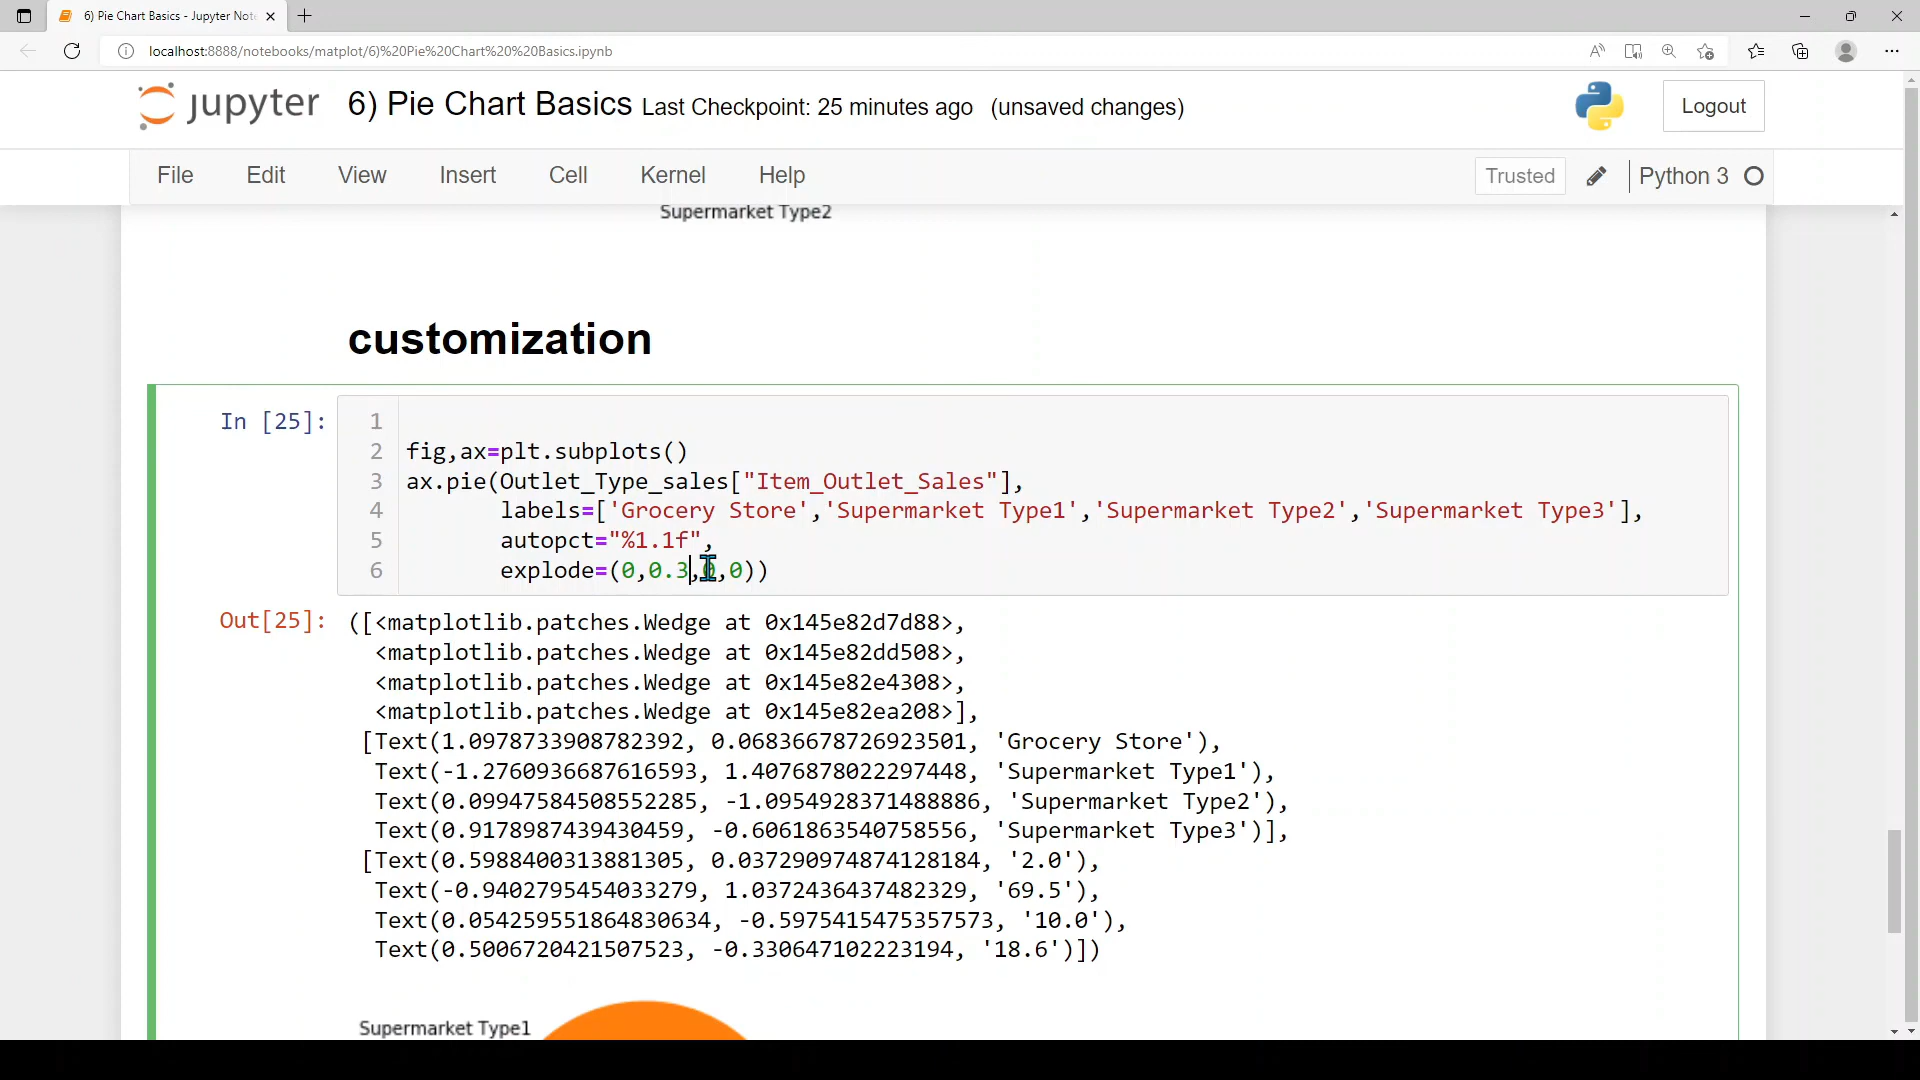 6) Pie Chart Basics - Jupyter Note
localhost:8888/notebooks/matplot/6)%20Pie%20Chart%20%20Basics.ipynb
jupyter 6) Pie Chart Basics Last Checkpoint: 25 minutes ago (unsaved changes)
Logout
File Edit View Insert Cell Kernel Help
Trusted Python 3
Supermarket Type2
customization
In [25]:
1
2 fig,ax=plt.subplots()
3 ax.pie(Outlet_Type_sales["Item_Outlet_Sales"],
4 labels=['Grocery Store','Supermarket Type1','Supermarket Type2','Supermarket Type3'],
5 autopct="%1.1f",
6 explode=(0,0.3,0,0))
Out[25]: ([<matplotlib.patches.Wedge at 0x145e82d7d88>,
<matplotlib.patches.Wedge at 0x145e82dd508>,
<matplotlib.patches.Wedge at 0x145e82e4308>,
<matplotlib.patches.Wedge at 0x145e82ea208>],
[Text(1.0978733908782392, 0.06836678726923501, 'Grocery Store'),
Text(-1.2760936687616593, 1.4076878022297448, 'Supermarket Type1'),
Text(0.09947584508552285, -1.0954928371488886, 'Supermarket Type2'),
Text(0.9178987439430459, -0.6061863540758556, 'Supermarket Type3')],
[Text(0.5988400313881305, 0.037290974874128184, '2.0'),
Text(-0.9402795454033279, 1.0372436437482329, '69.5'),
Text(0.054259551864830634, -0.5975415475357573, '10.0'),
Text(0.5006720421507523, -0.330647102223194, '18.6')])
Supermarket Type1